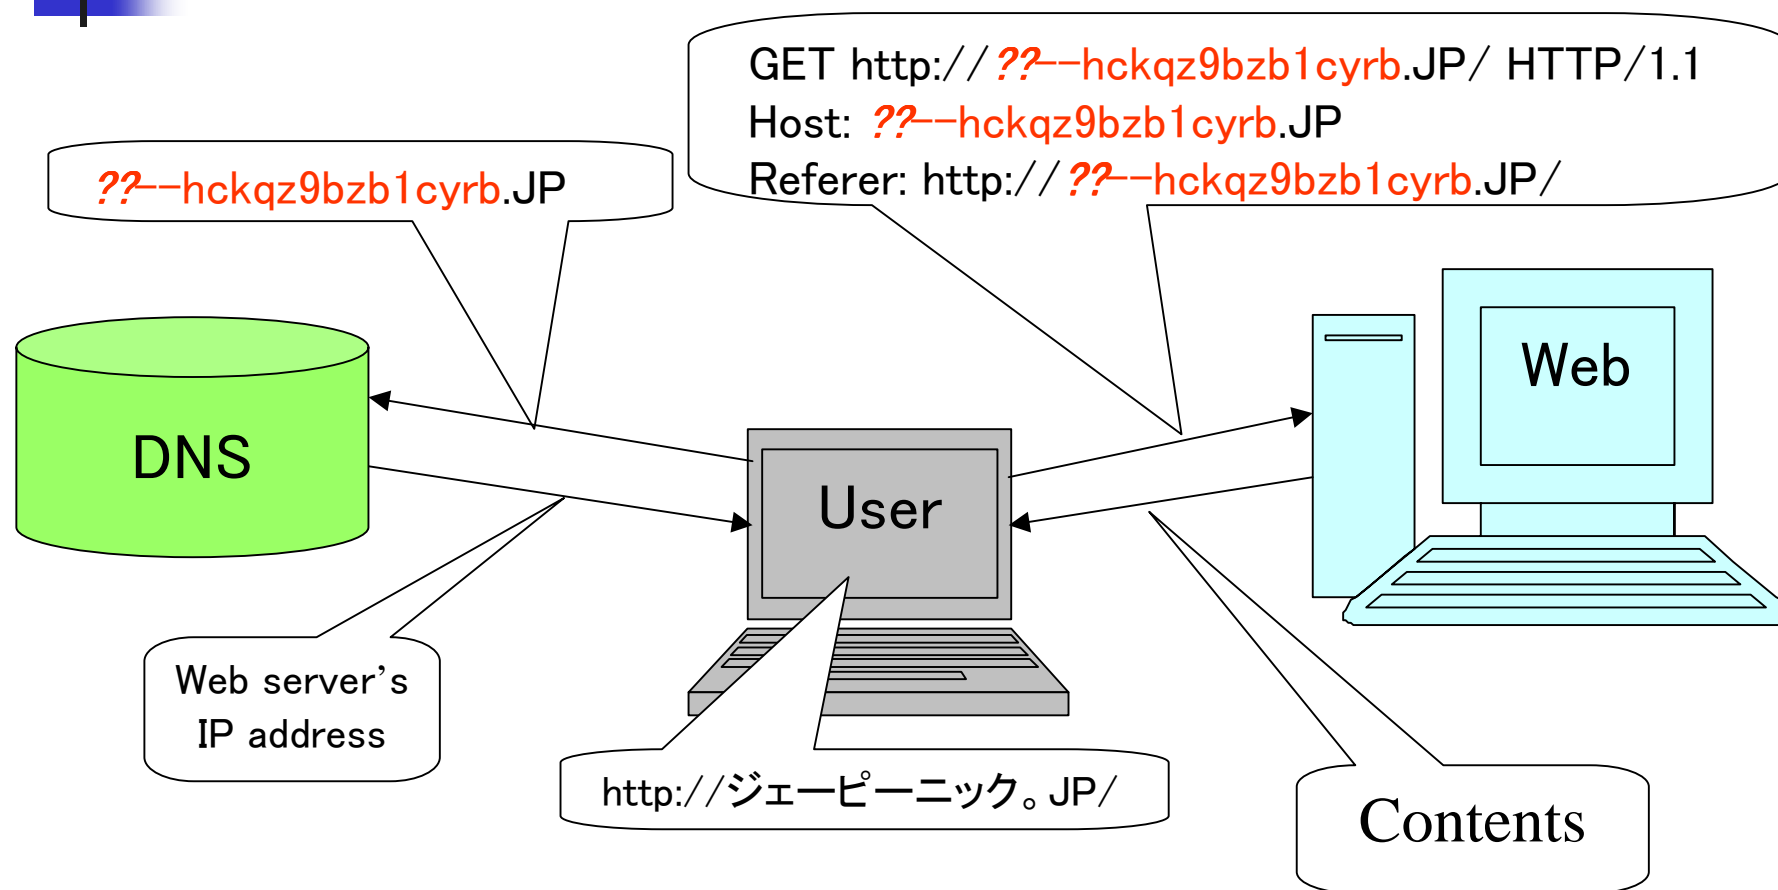 GET http://??--hckqz9bzb1cyrb.JP/ HTTP/1.1
Host: ??--hckqz9bzb1cyrb.JP
Referer: http://??--hckqz9bzb1cyrb.JP/
??--hckqz9bzb1cyrb.JP
DNS
User
Web
Web server's
IP address
http://ジェーピーニック。JP/
Contents